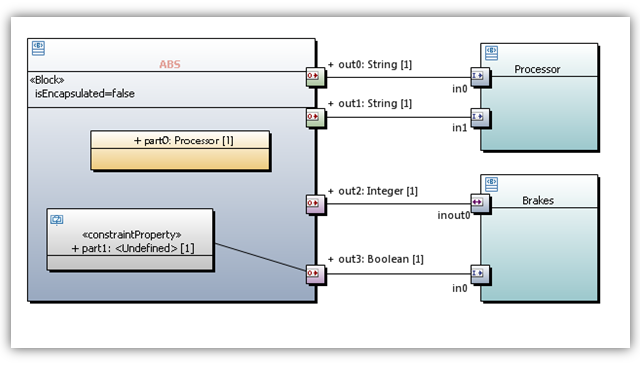 ABS
«Block»
isEncapsulated=false
+ part0: Processor [1]
«constraintProperty»
+ part1: <Undefined> [1]
+ out0: String [1]
in0
+ out1: String [1]
in1
Processor
+ out2: Integer [1]
inout0
+ out3: Boolean [1]
in0
Brakes